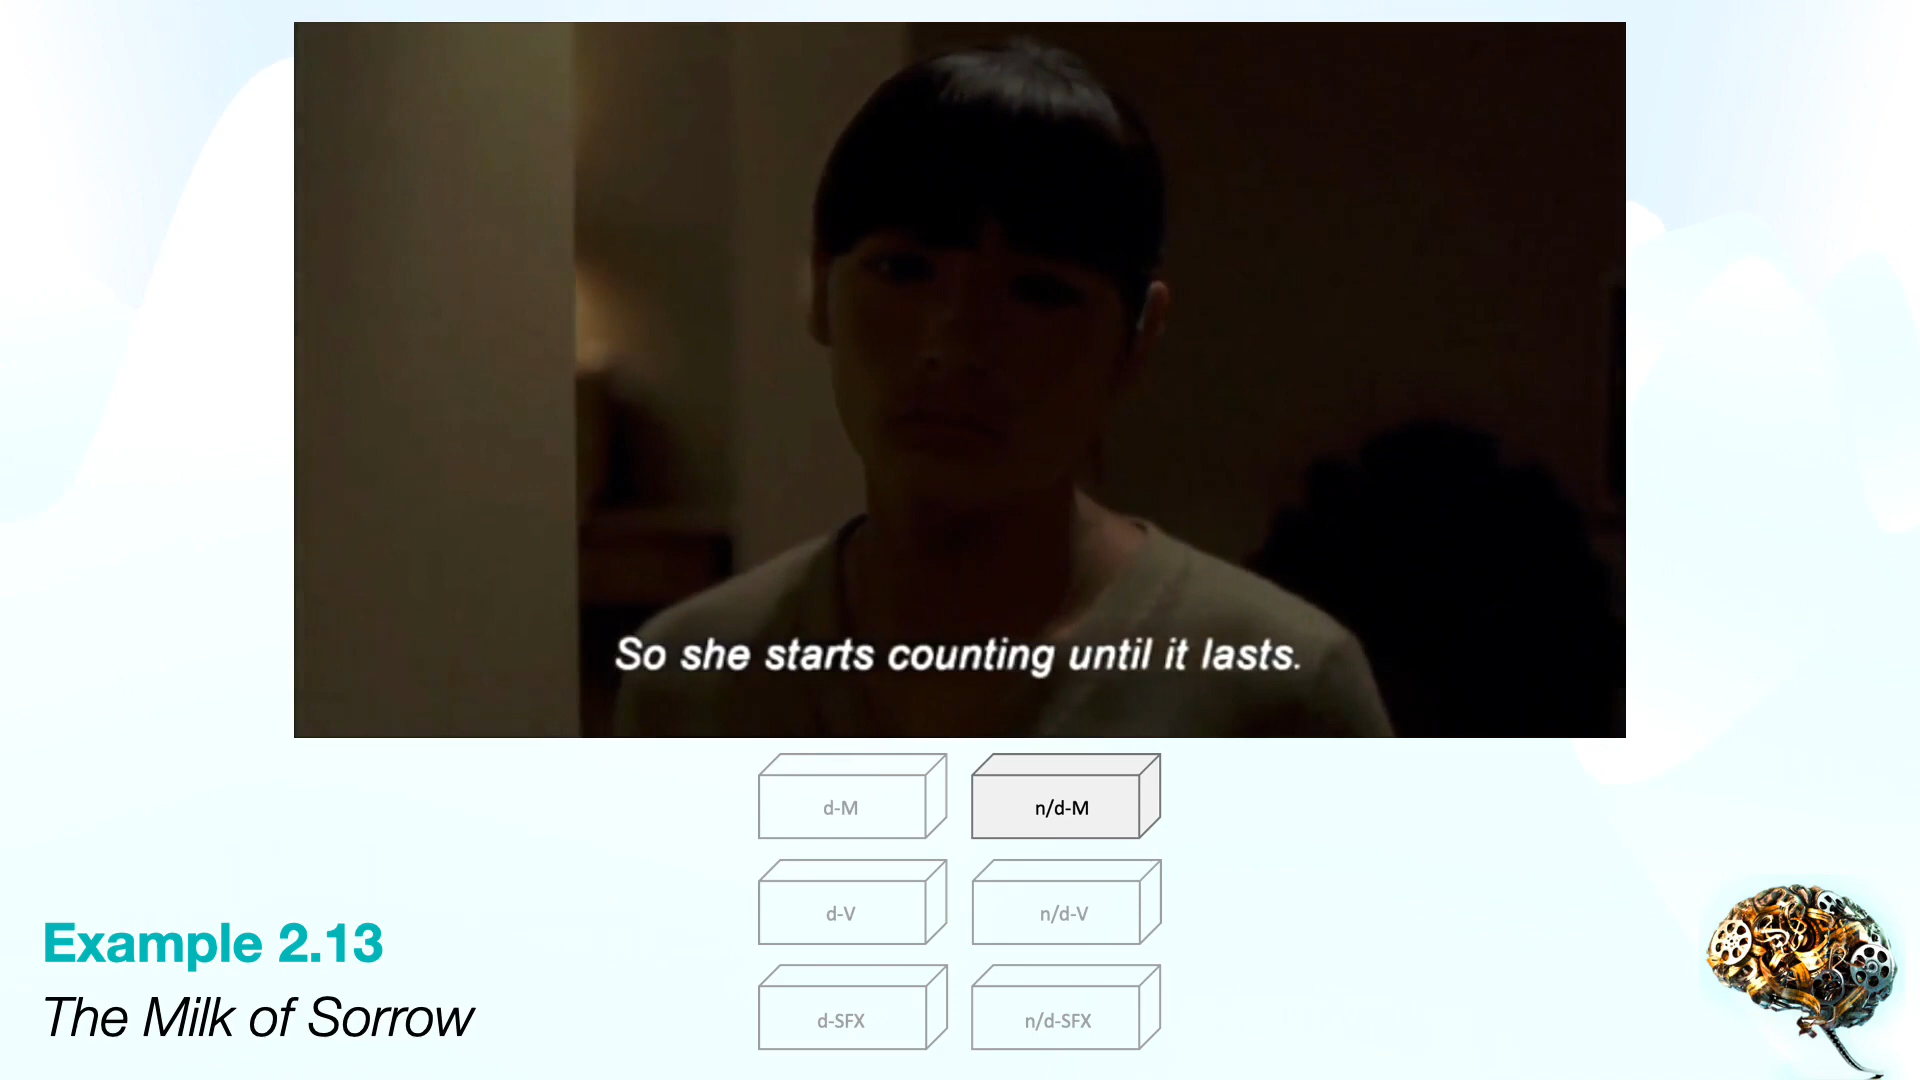 So she starts counting until it lasts.
d-M
n/d-M
d-V
n/d-V
d-SFX
n/d-SFX
Example 2.13
The Milk of Sorrow